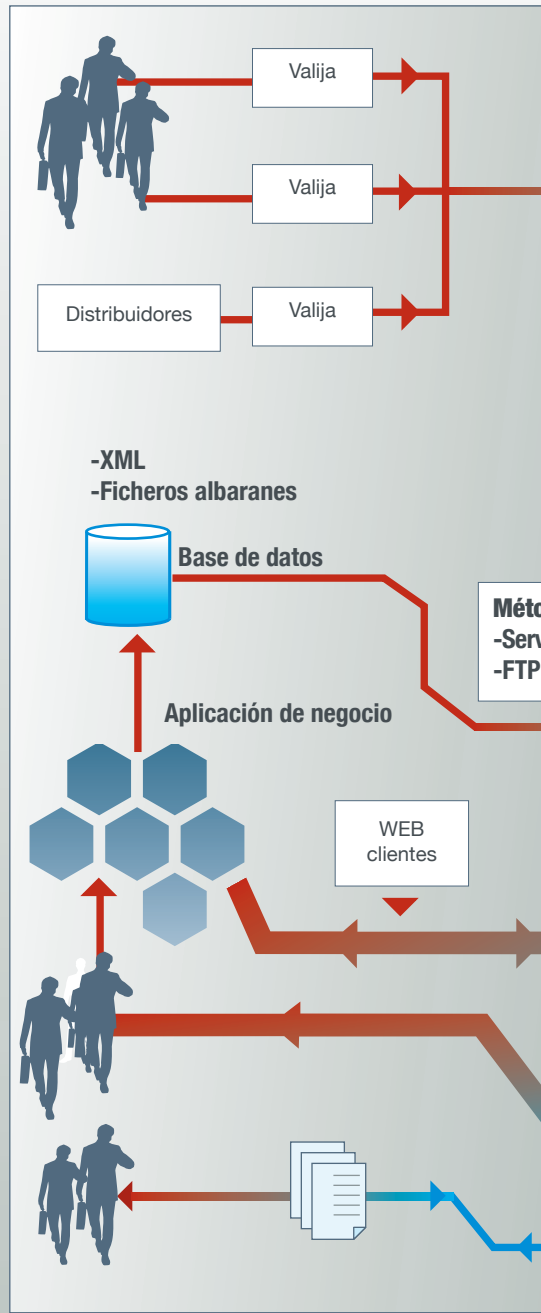 Valija
Valija
Distribuidores
Valija
-XML
-Ficheros albaranes
Base de datos
-FTP
Aplicación de negocio
WEB
clientes